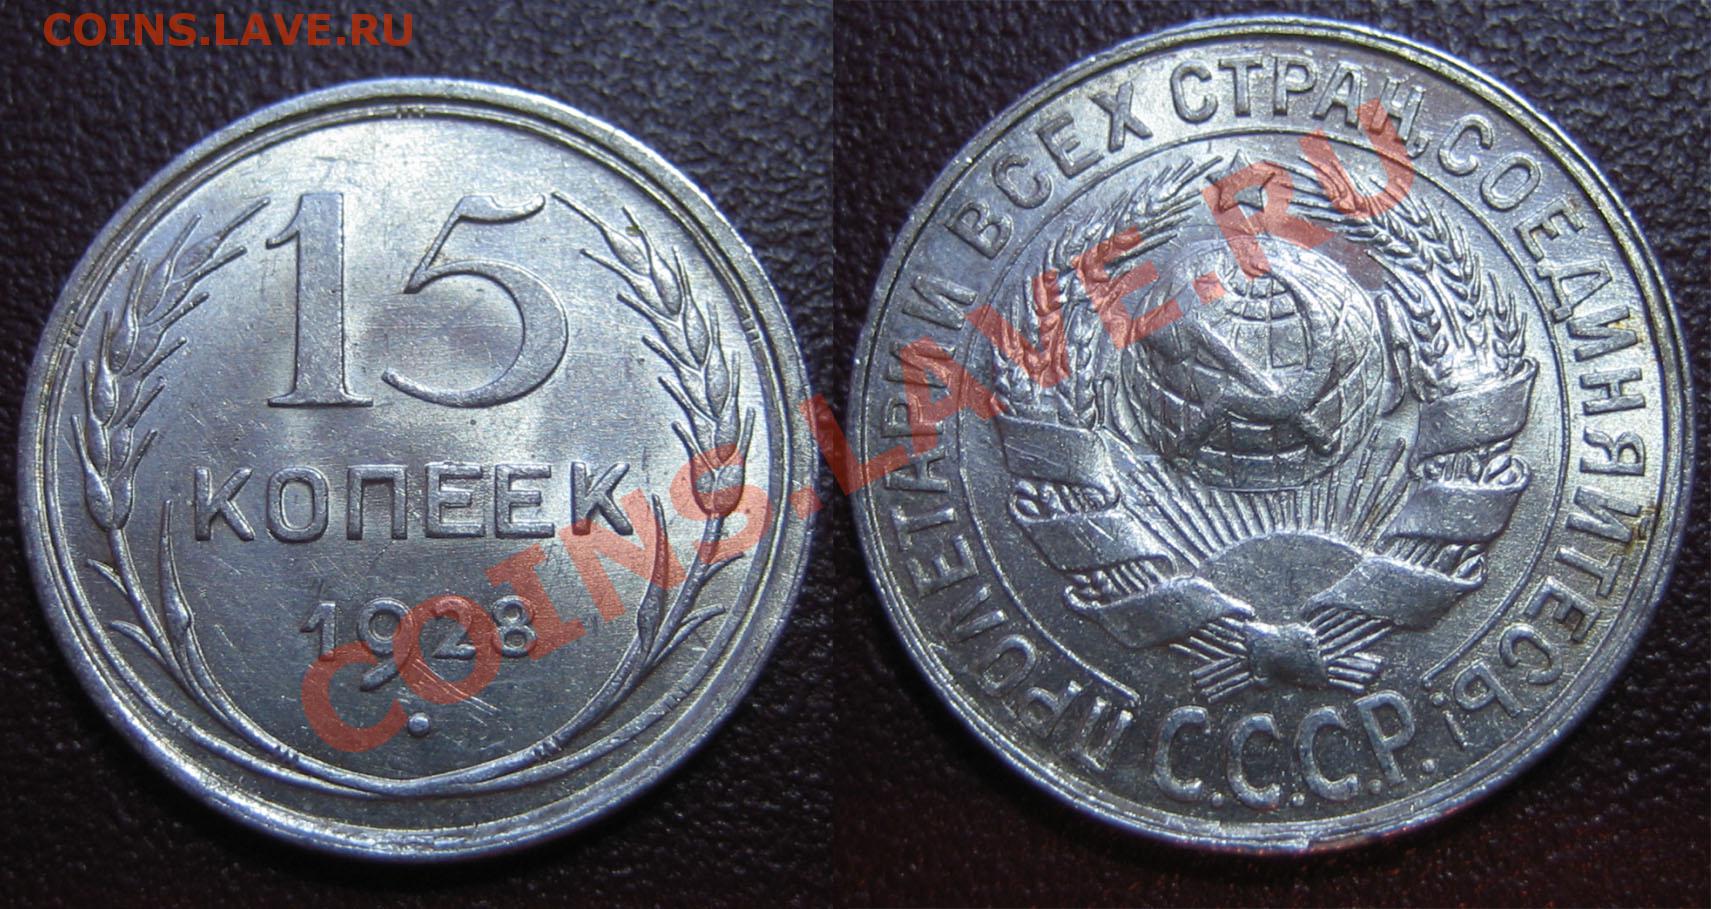 COINS.LAVE.RU
15
КОПЕЕК
1928
ПРОЛЕТАРИИ ВСЕХ СТРАН, СОЕДИНЯЙТЕСЬ!
С.С.С.Р.
COINS.LAVE.RU